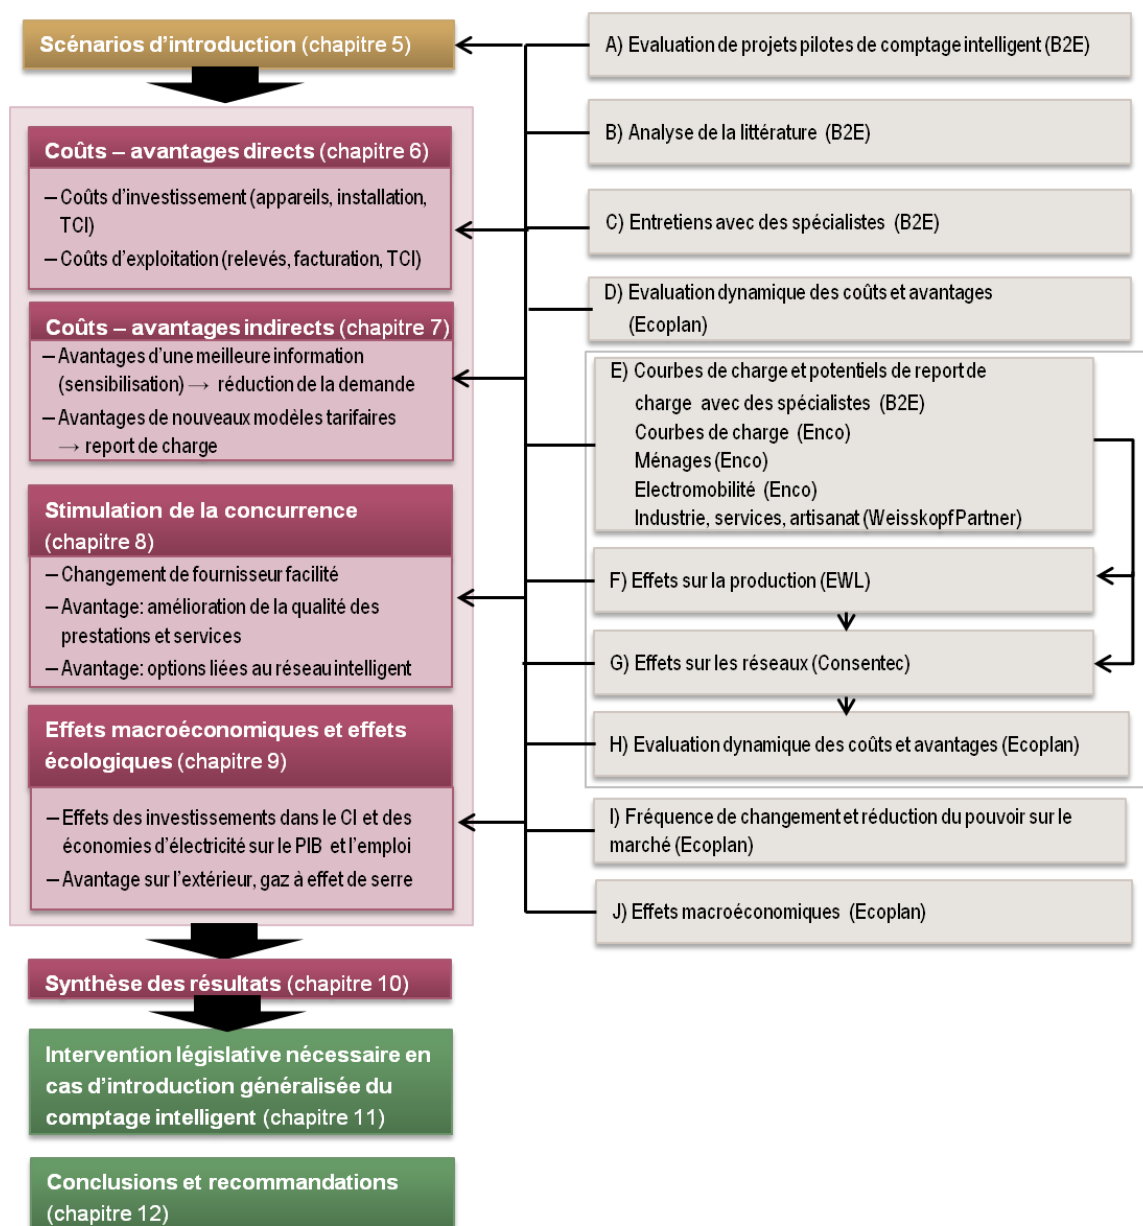 Scénarios d'introduction (chapitre 5)
Coûts – avantages directs (chapitre 6)
– Coûts d'investissement (appareils, installation,
TCI)
– Coûts d'exploitation (relevés, facturation, TCI)
Coûts – avantages indirects (chapitre 7)
– Avantages d'une meilleure information
(sensibilisation) → réduction de la demande
– Avantages de nouveaux modèles tarifaires
→ report de charge
Stimulation de la concurrence
(chapitre 8)
– Changement de fournisseur facilité
– Avantage: amélioration de la qualité des
prestations et services
– Avantage: options liées au réseau intelligent
Effets macroéconomiques et effets
écologiques (chapitre 9)
– Effets des investissements dans le CI et des
économies d'électricité sur le PIB et l'emploi
– Avantage sur l'extérieur, gaz à effet de serre
Synthèse des résultats (chapitre 10)
Intervention législative nécessaire en
cas d'introduction généralisée du
comptage intelligent (chapitre 11)
Conclusions et recommandations
(chapitre 12)
A) Evaluation de projets pilotes de comptage intelligent (B2E)
B) Analyse de la littérature (B2E)
C) Entretiens avec des spécialistes (B2E)
D) Evaluation dynamique des coûts et avantages
(Ecoplan)
E) Courbes de charge et potentiels de report de
charge avec des spécialistes (B2E)
Courbes de charge (Enco)
Ménages (Enco)
Electromobilité (Enco)
Industrie, services, artisanat (Weisskopf Partner)
F) Effets sur la production (EWL)
G) Effets sur les réseaux (Consentec)
H) Evaluation dynamique des coûts et avantages (Ecoplan)
I) Fréquence de changement et réduction du pouvoir sur le
marché (Ecoplan)
J) Effets macroéconomiques (Ecoplan)